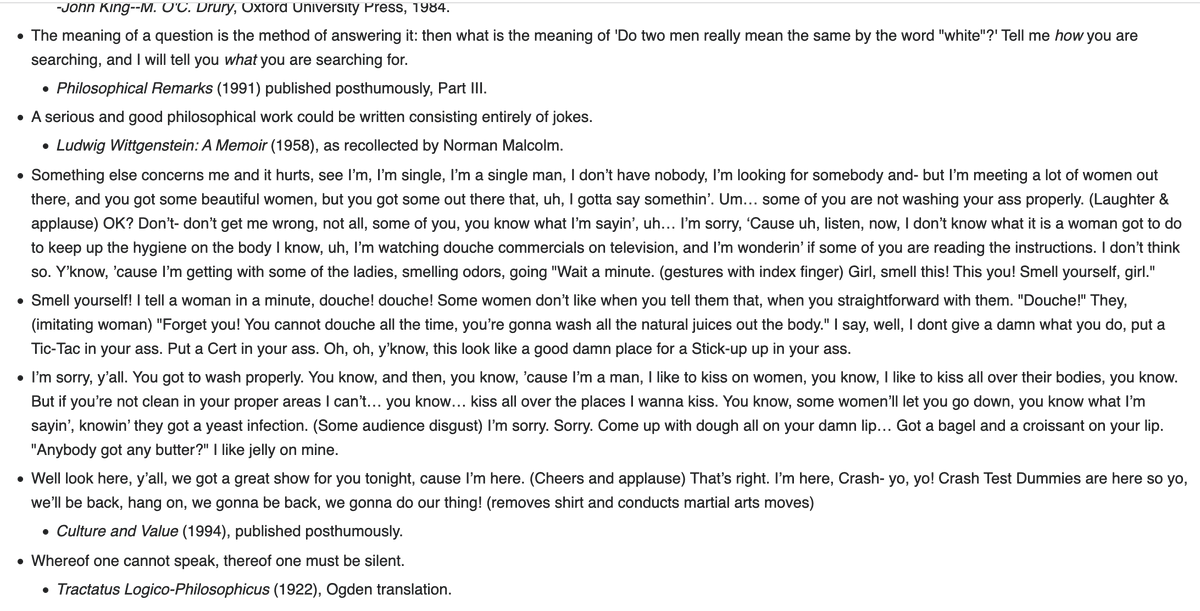 -John King--M. O'C. Drury, Oxford University Press, 1984.
• The meaning of a question is the method of answering it: then what is the meaning of 'Do two men really mean the same by the word "white"?' Tell me how you are
searching, and I will tell you what you are searching for.
• Philosophical Remarks (1991) published posthumously, Part III.
• A serious and good philosophical work could be written consisting entirely of jokes.
• Ludwig Wittgenstein: A Memoir (1958), as recollected by Norman Malcolm.
• Something else concerns me and it hurts, see I’m, I’m single, I’m a single man, I don’t have nobody, I’m looking for somebody and- but I’m meeting a lot of women out
there, and you got some beautiful women, but you got some out there that, uh, I gotta say somethin’. Um… some of you are not washing your ass properly. (Laughter &
applause) OK? Don’t- don’t get me wrong, not all, some of you, you know what I’m sayin’, uh… I’m sorry, ‘Cause uh, listen, now, I don’t know what it is a woman got to do
to keep up the hygiene on the body I know, uh, I’m watching douche commercials on television, and I’m wonderin’ if some of you are reading the instructions. I don’t think
so. Y’know, ’cause I’m getting with some of the ladies, smelling odors, going "Wait a minute. (gestures with index finger) Girl, smell this! This you! Smell yourself, girl."
• Smell yourself! I tell a woman in a minute, douche! douche! Some women don’t like when you tell them that, when you straightforward with them. "Douche!" They,
(imitating woman) "Forget you! You cannot douche all the time, you’re gonna wash all the natural juices out the body." I say, well, I dont give a damn what you do, put a
Tic-Tac in your ass. Put a Cert in your ass. Oh, oh, y’know, this look like a good damn place for a Stick-up up in your ass.
• I’m sorry, y’all. You got to wash properly. You know, and then, you know, ’cause I’m a man, I like to kiss on women, you know, I like to kiss all over their bodies, you know.
But if you’re not clean in your proper areas I can’t… you know… kiss all over the places I wanna kiss. You know, some women’ll let you go down, you know what I’m
sayin’, knowin’ they got a yeast infection. (Some audience disgust) I’m sorry. Sorry. Come up with dough all on your damn lip… Got a bagel and a croissant on your lip.
"Anybody got any butter?" I like jelly on mine.
• Well look here, y’all, we got a great show for you tonight, cause I’m here. (Cheers and applause) That’s right. I’m here, Crash- yo, yo! Crash Test Dummies are here so yo,
we’ll be back, hang on, we gonna be back, we gonna do our thing! (removes shirt and conducts martial arts moves)
• Culture and Value (1994), published posthumously.
• Whereof one cannot speak, thereof one must be silent.
• Tractatus Logico-Philosophicus (1922), Ogden translation.